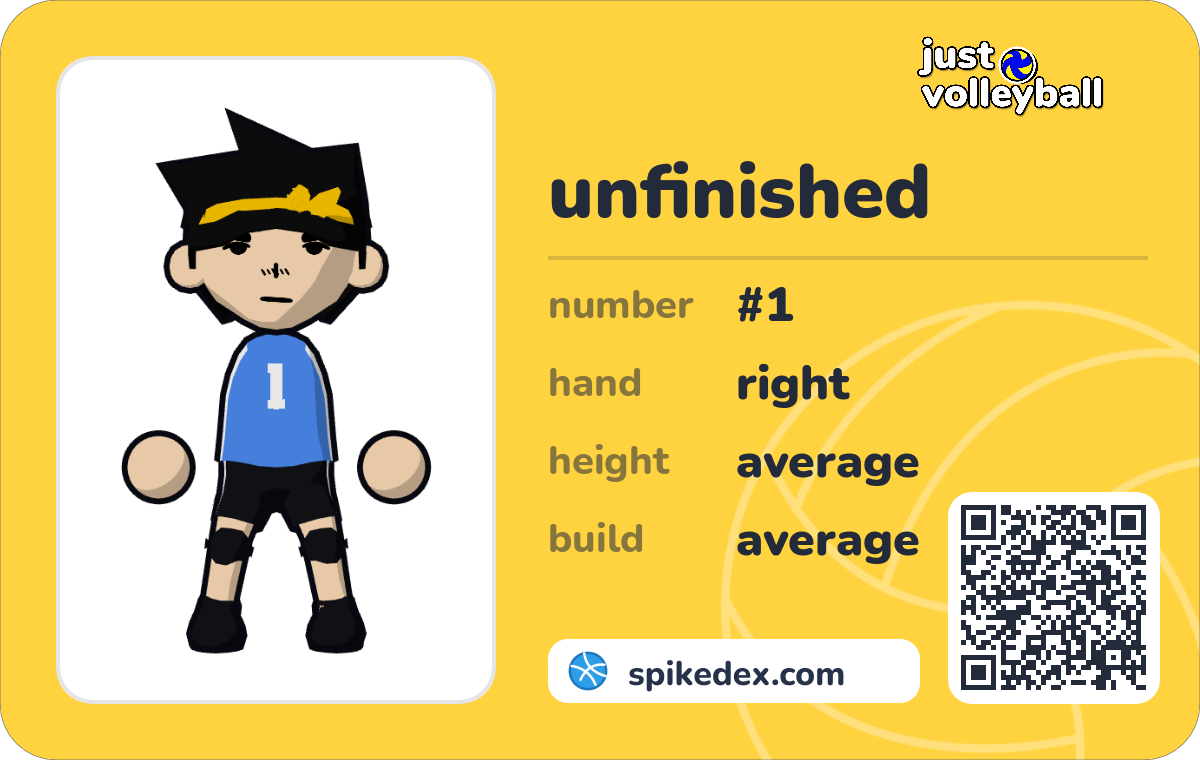 just
volleyball
unfinished
number #1
hand right
height average
build average
1
spikedex.com